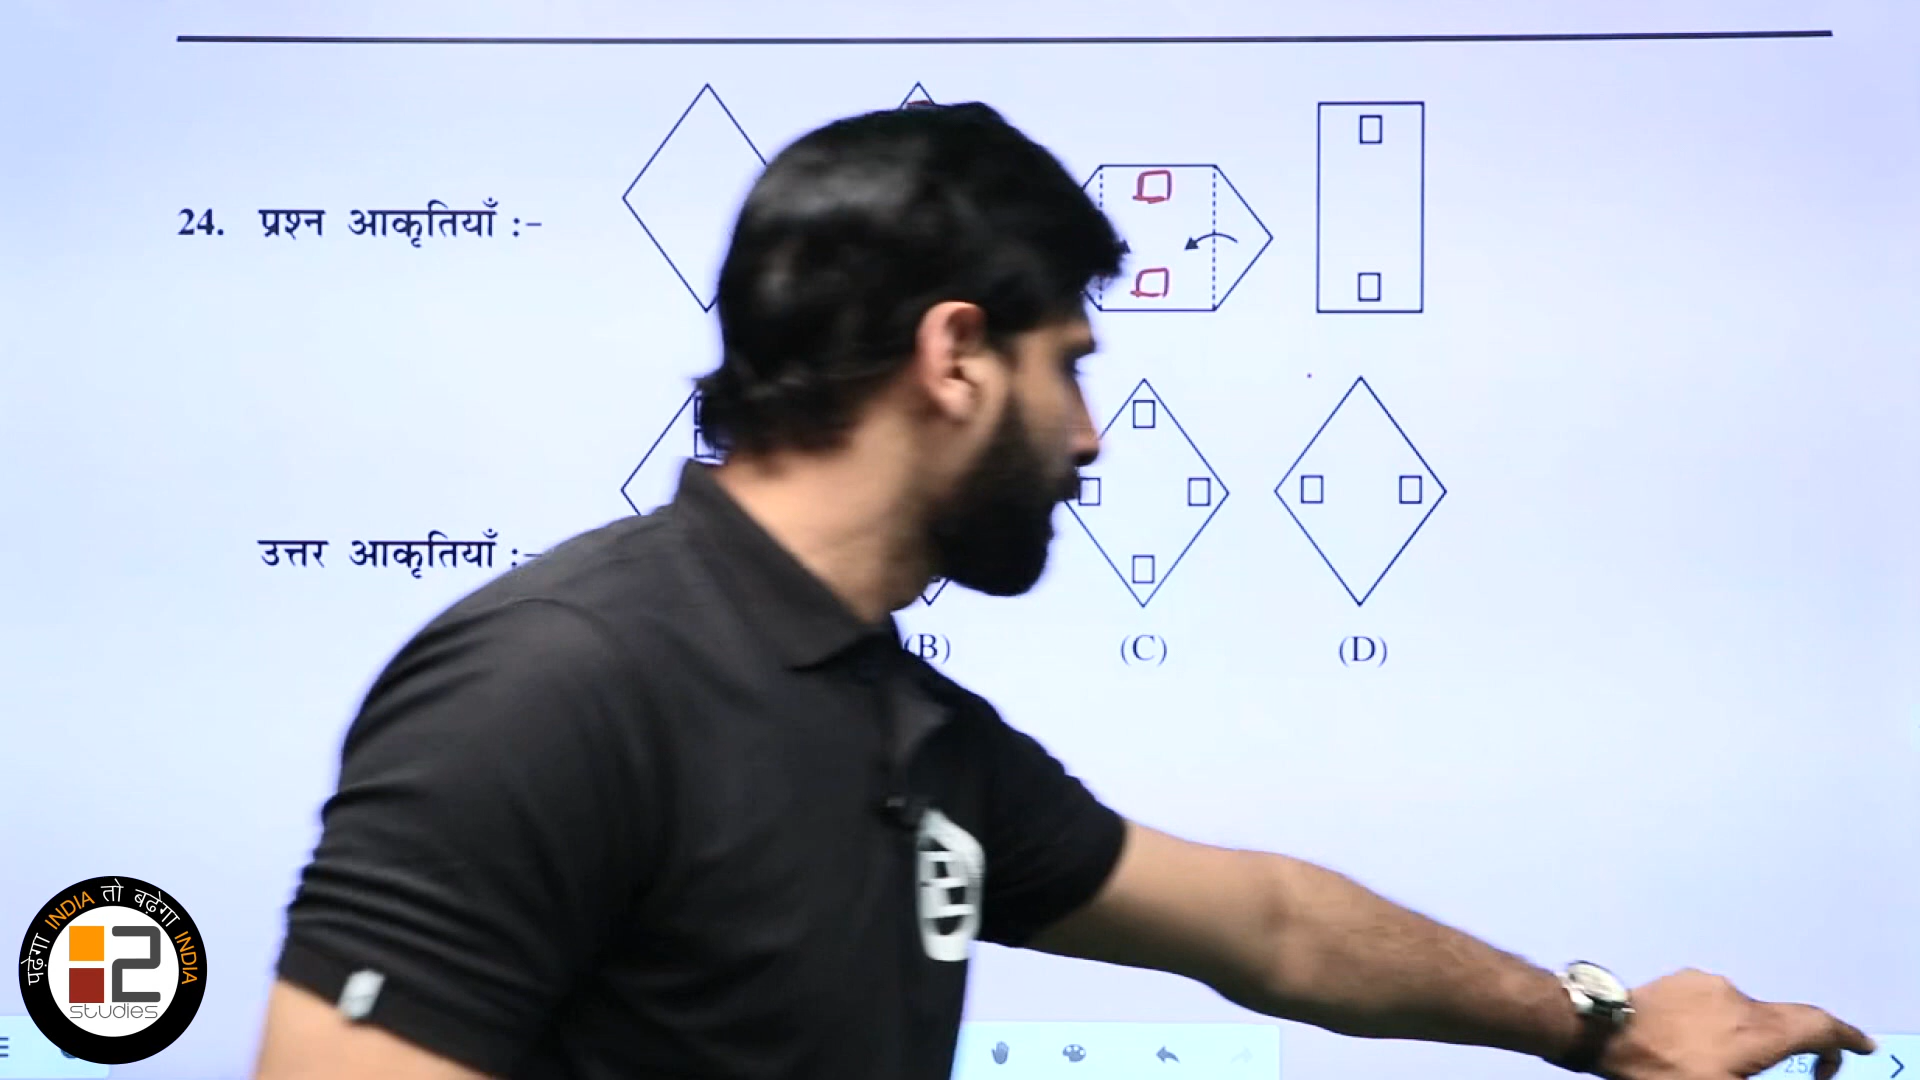 24. प्रश्न आकृतियाँ :-
उत्तर आकृतियाँ :-
(B) (C) (D)
पढ़ेगा INDIA तो बढ़ेगा INDIA
i2
studies